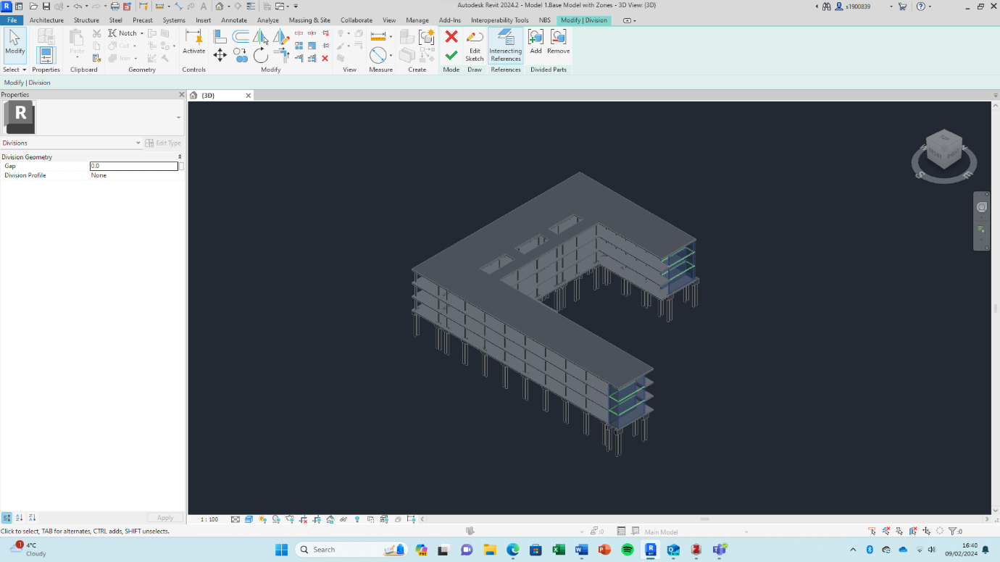 Autodesk Revit 2024.2 - Model 1.Base Model with Zones - 3D View: {3D}
s1900839
File Architecture Structure Steel Precast Systems Insert Annotate Analyze Massing & Site Collaborate View Manage Add-Ins Interoperability Tools NBS Modify | Division
Modify
Paste
Notch
Cut
Join
Activate
Edit Sketch
Intersecting References
Add
Remove
Select Properties Clipboard Geometry Controls Modify View Measure Create Mode Draw References Divided Parts
Modify | Division
Properties
{3D}
R
Divisions
Edit Type
Division Geometry
Gap 0.0
Division Profile None
TOP
FRONT
RIGHT
S
E
Apply
1 : 100
Click to select, TAB for alternates, CTRL adds, SHIFT unselects.
:0
Main Model
:0
1
4°C
Cloudy
Search
16:40
09/02/2024